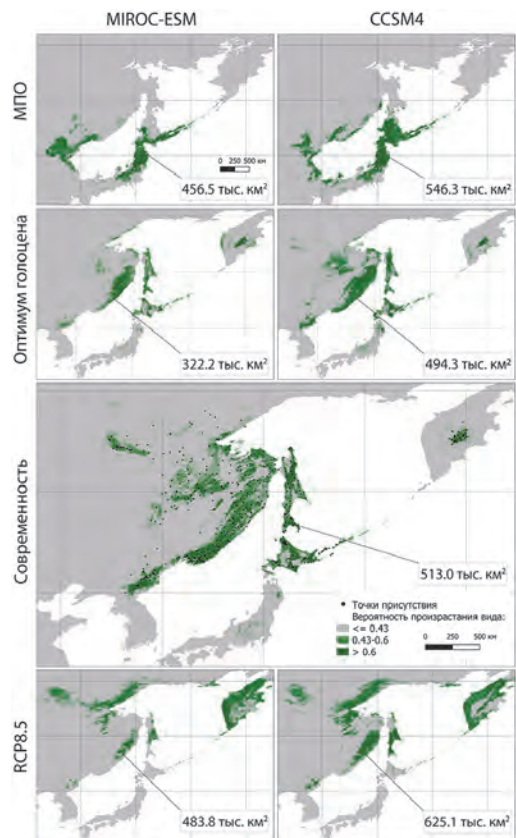 MIROC-ESM
CCSM4
МПО
0 250 500 км
456.5 тыс. км²
546.3 тыс. км²
Оптимум голоцена
322.2 тыс. км²
494.3 тыс. км²
Современность
513.0 тыс. км²
Точки присутствия
Вероятность произрастания вида:
<= 0.43
0.43-0.6
> 0.6
0 250 500 км
RCP8.5
483.8 тыс. км²
625.1 тыс. км²